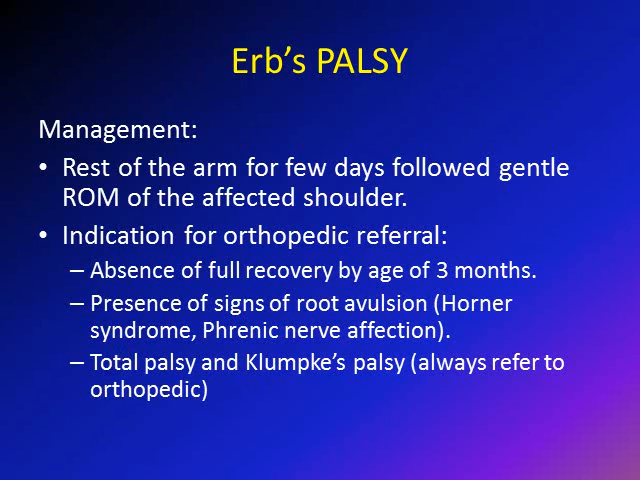 Erb’s PALSY
Management:
• Rest of the arm for few days followed gentle
ROM of the affected shoulder.
• Indication for orthopedic referral:
– Absence of full recovery by age of 3 months.
– Presence of signs of root avulsion (Horner
syndrome, Phrenic nerve affection).
– Total palsy and Klumpke’s palsy (always refer to
orthopedic)